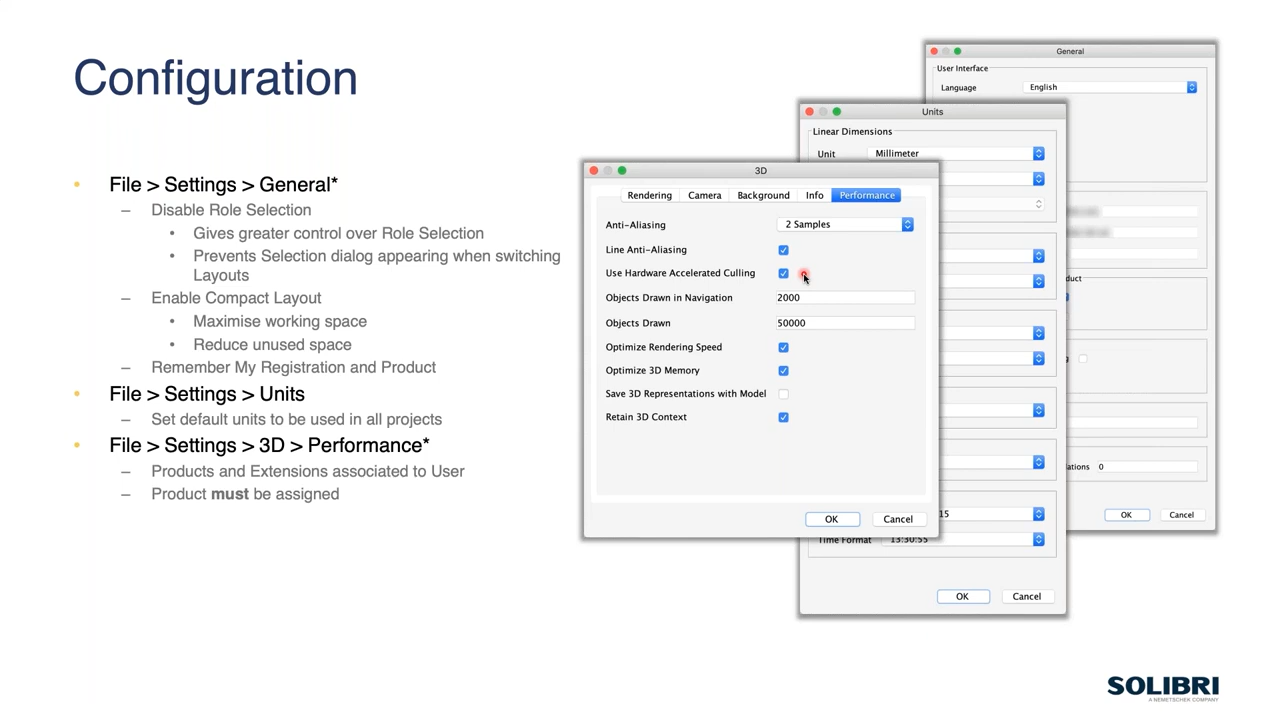 Configuration
• File > Settings > General*
– Disable Role Selection
• Gives greater control over Role Selection
• Prevents Selection dialog appearing when switching
Layouts
– Enable Compact Layout
• Maximise working space
• Reduce unused space
– Remember My Registration and Product
• File > Settings > Units
– Set default units to be used in all projects
• File > Settings > 3D > Performance*
– Products and Extensions associated to User
– Product must be assigned
General
User Interface
Language English
OK Cancel
Units
Linear Dimensions
Unit Millimeter
15
Time Format 13:30:55
OK Cancel
3D
Rendering Camera Background Info Performance
Anti-Aliasing 2 Samples
Line Anti-Aliasing
Use Hardware Accelerated Culling
Objects Drawn in Navigation 2000
Objects Drawn 50000
Optimize Rendering Speed
Optimize 3D Memory
Save 3D Representations with Model
Retain 3D Context
OK Cancel
SOLIBRI
A NEMETSCHEK COMPANY